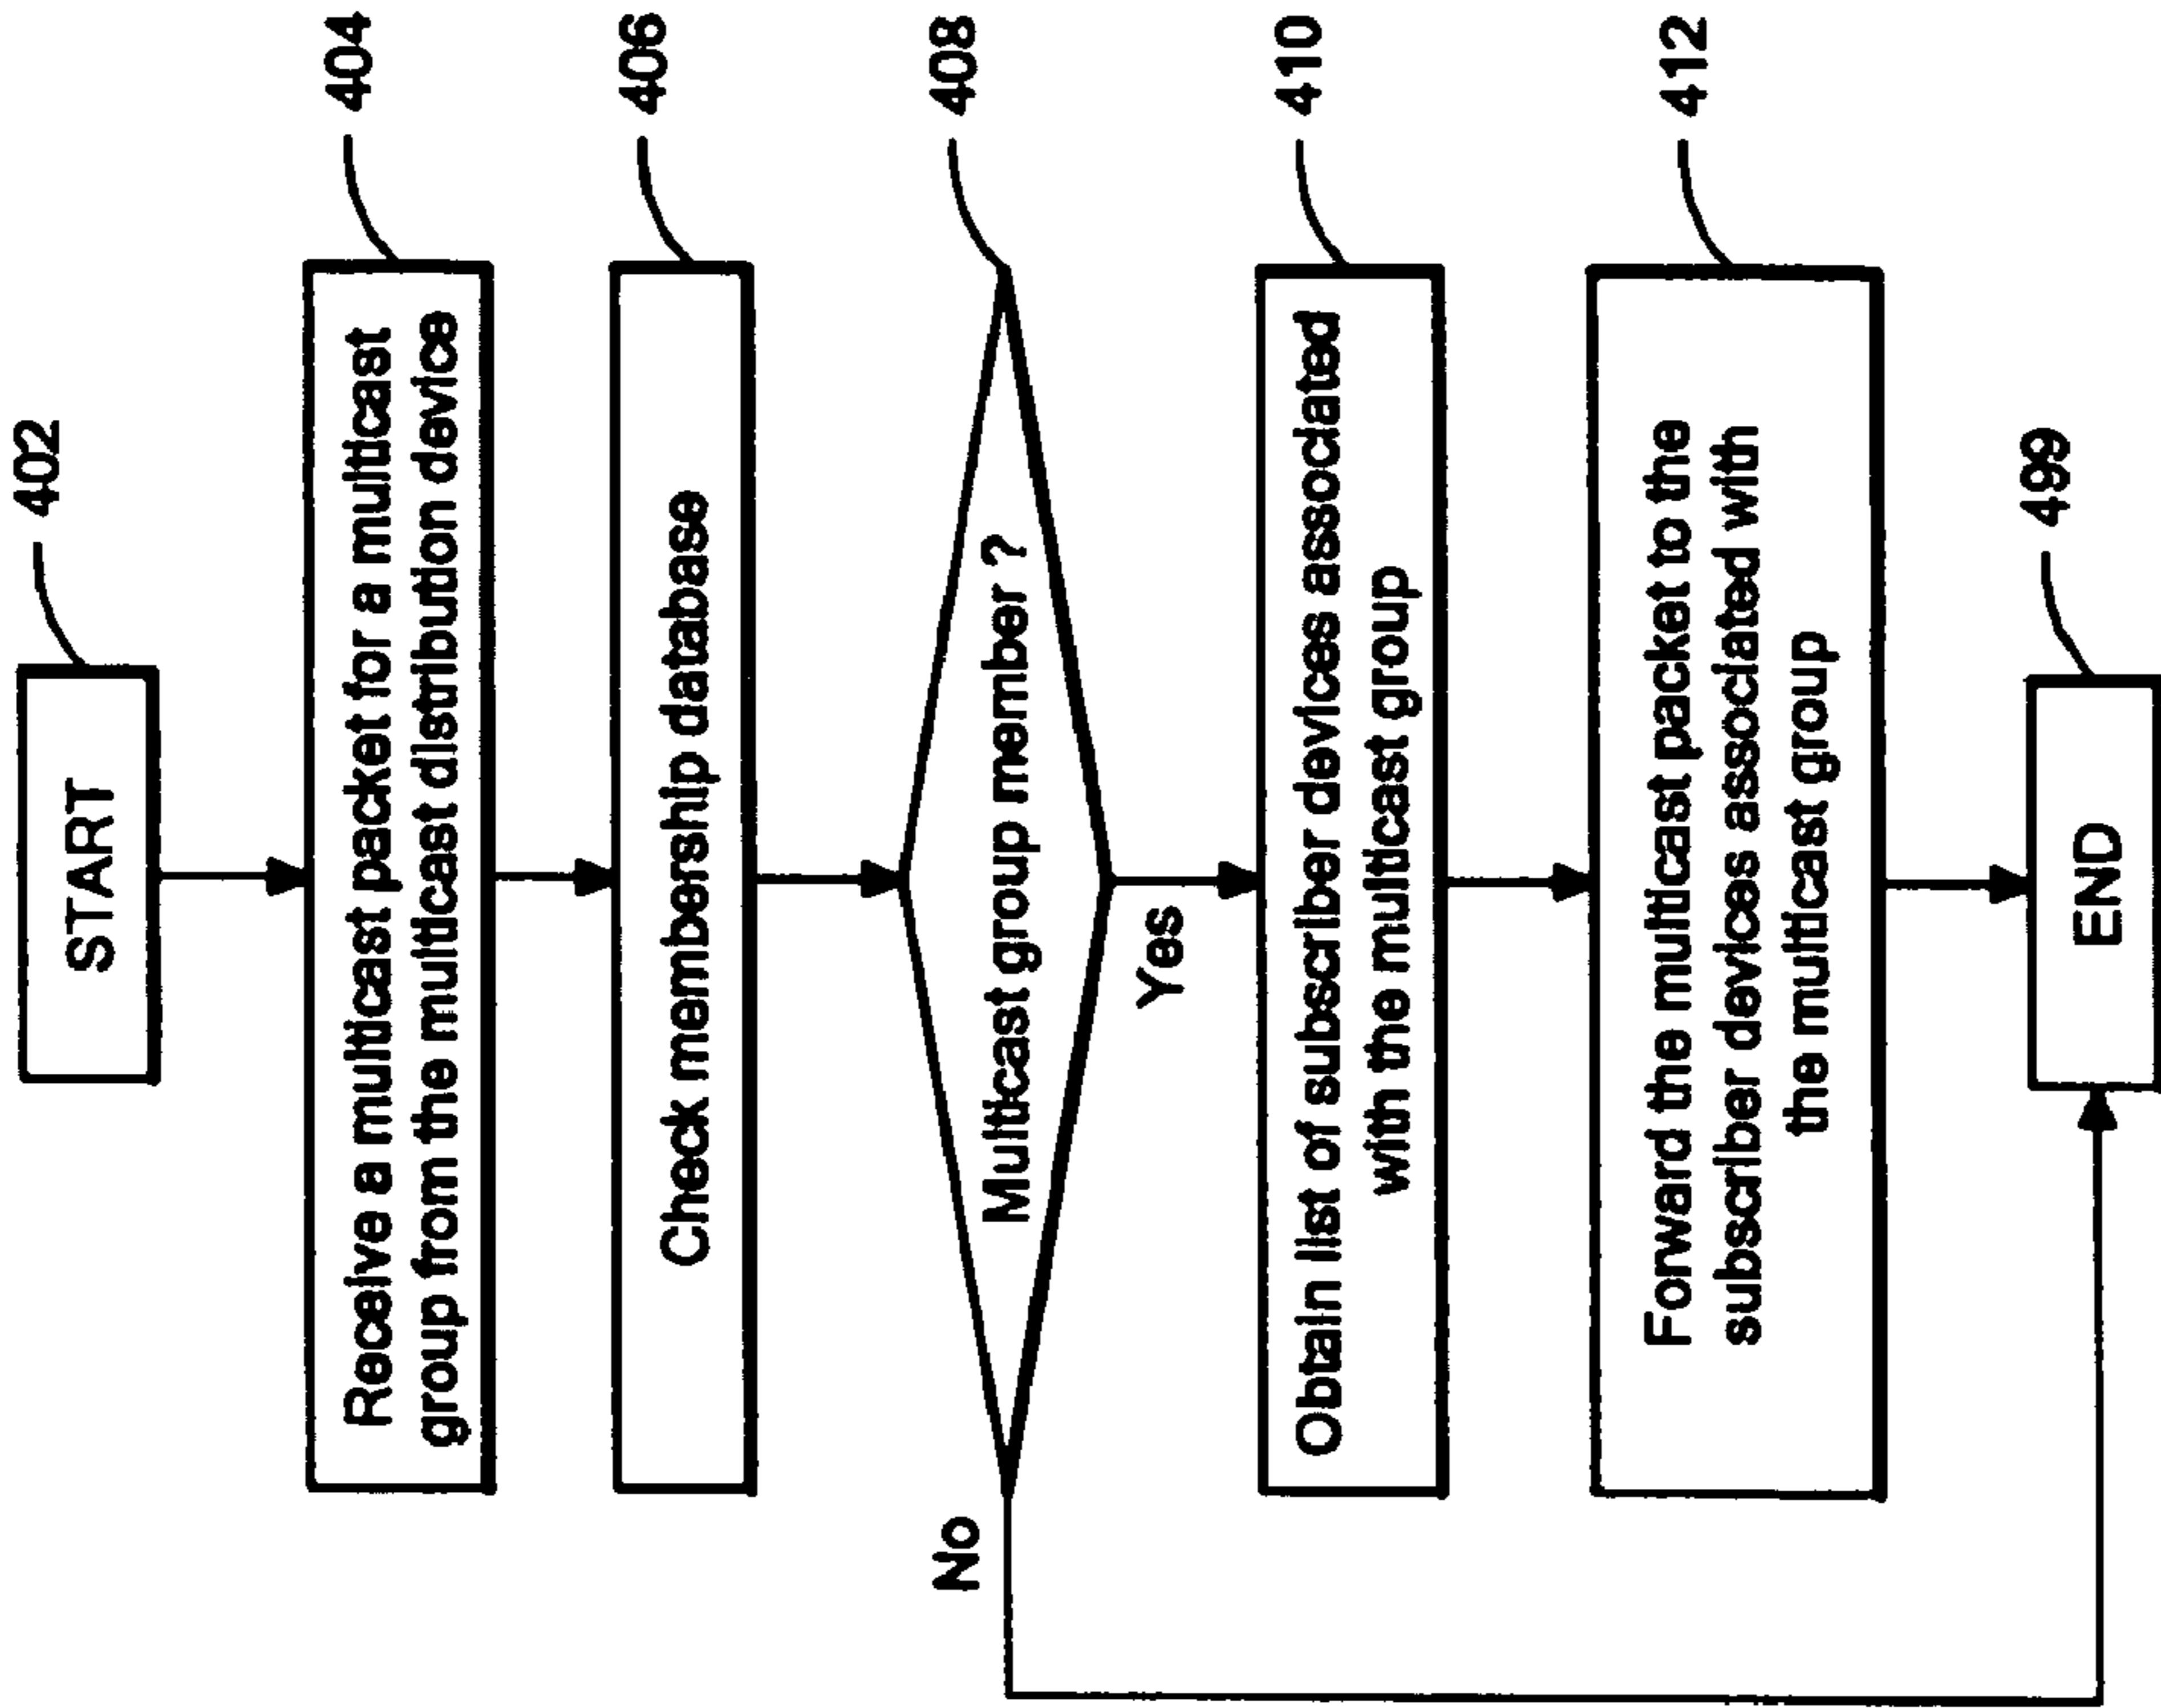 START
402
Receive a multicast packet for a multicast
group from the multicast distribution device
404
Check membership database
406
Multicast group member ?
408
No
Yes
Obtain list of subscriber devices associated
with the multicast group
410
Forward the multicast packet to the
subscriber devices associated with
the multicast group
412
END
499